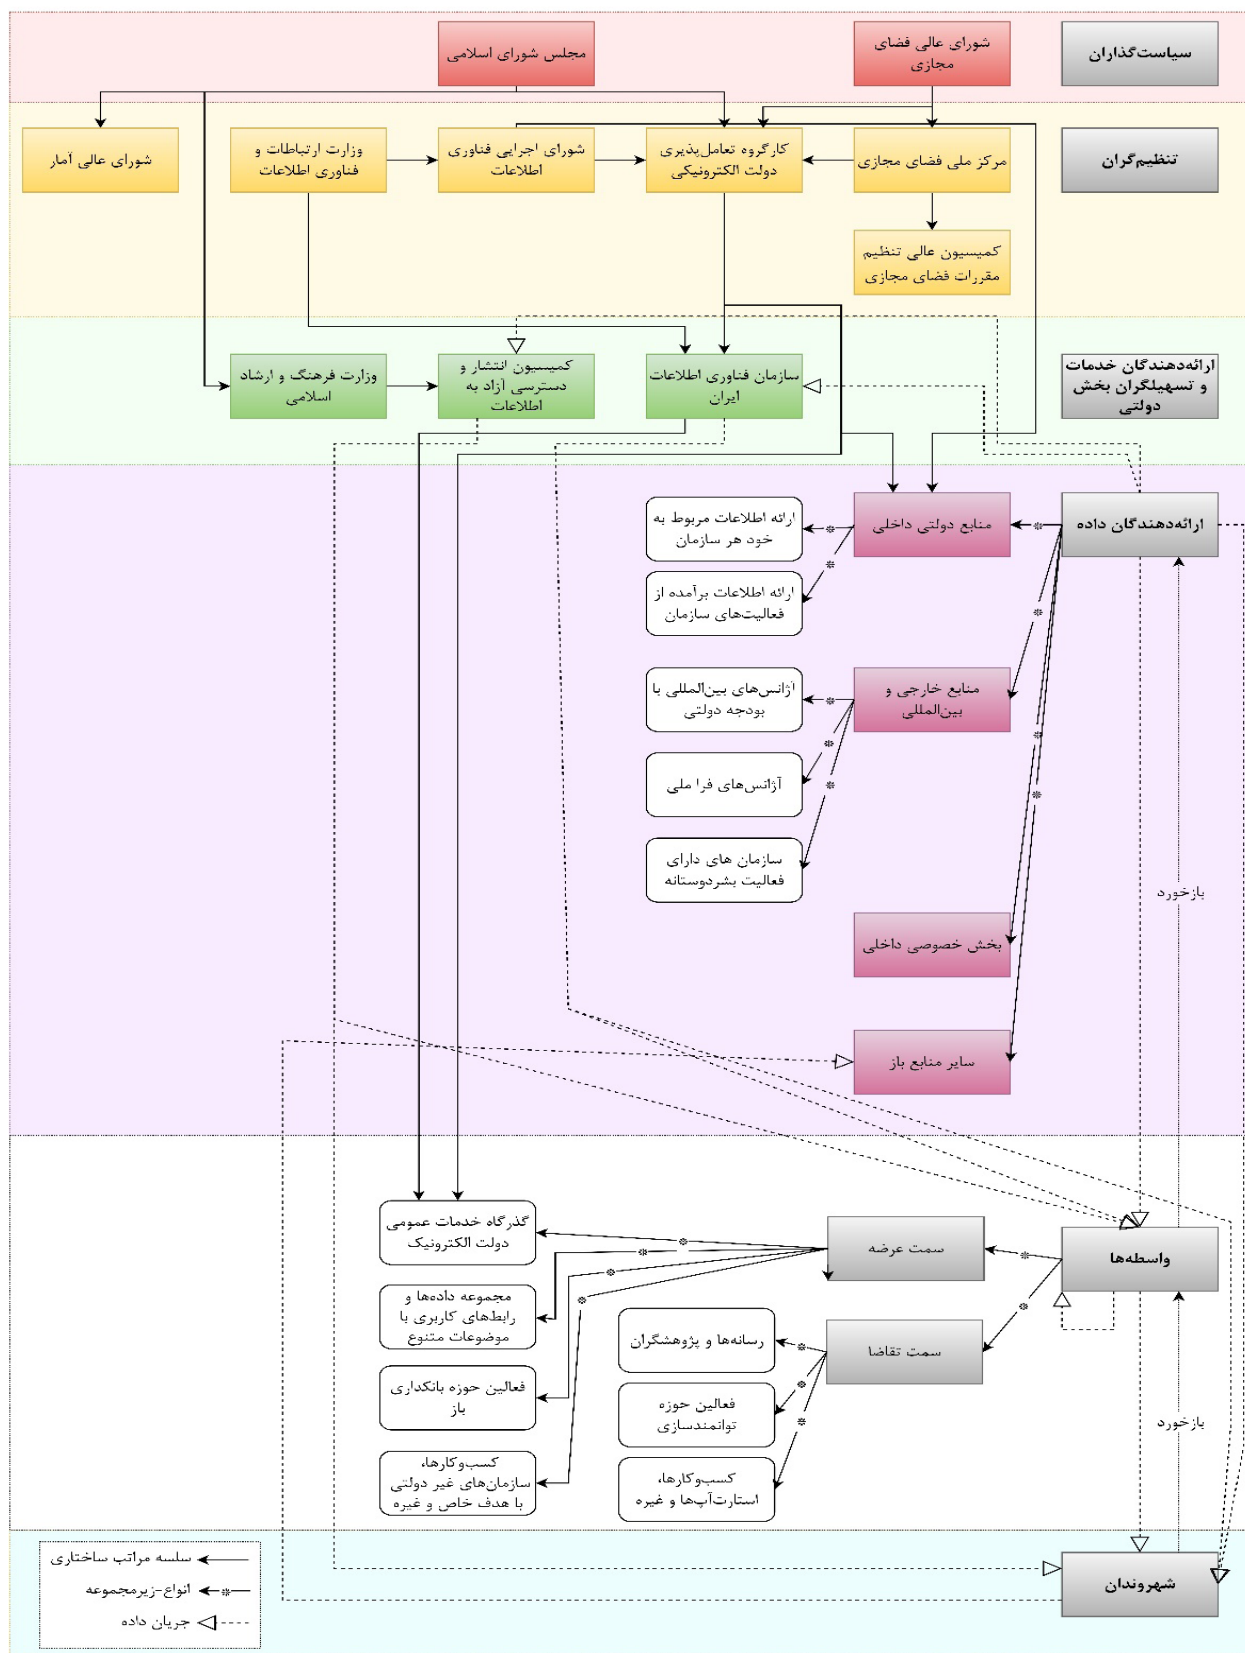 سیاست‌گذاران
شورای عالی فضای
مجازی
مجلس شورای اسلامی
تنظیم‌گران
مرکز ملی فضای مجازی
کارگروه تعامل‌پذیری
دولت الکترونیکی
شورای اجرایی فناوری
اطلاعات
وزارت ارتباطات و
فناوری اطلاعات
شورای عالی آمار
کمیسیون عالی تنظیم
مقررات فضای مجازی
ارائه‌دهندگان خدمات
و تسهیلگران بخش
دولتی
سازمان فناوری اطلاعات
ایران
کمیسیون انتشار و
دسترسی آزاد به
اطلاعات
وزارت فرهنگ و ارشاد
اسلامی
ارائه‌دهندگان داده
منابع دولتی داخلی
ارائه اطلاعات مربوط به
خود هر سازمان
ارائه اطلاعات برآمده از
فعالیت‌های سازمان
منابع خارجی و
بین‌المللی
آژانس‌های بین‌المللی با
بودجه دولتی
آژانس‌های فرا ملی
سازمان های دارای
فعالیت بشردوستانه
بازخورد
بخش خصوصی داخلی
سایر منابع باز
واسطه‌ها
سمت عرضه
گذرگاه خدمات عمومی
دولت الکترونیک
مجموعه داده‌ها و
رابط‌های کاربری با
موضوعات متنوع
فعالین حوزه بانکداری
باز
کسب‌وکارها،
سازمان‌های غیر دولتی
با هدف خاص و غیره
سمت تقاضا
رسانه‌ها و پژوهشگران
فعالین حوزه
توانمندسازی
کسب‌وکارها،
استارت‌آپ‌ها و غیره
بازخورد
شهروندان
سلسه مراتب ساختاری
انواع-زیرمجموعه
جریان داده